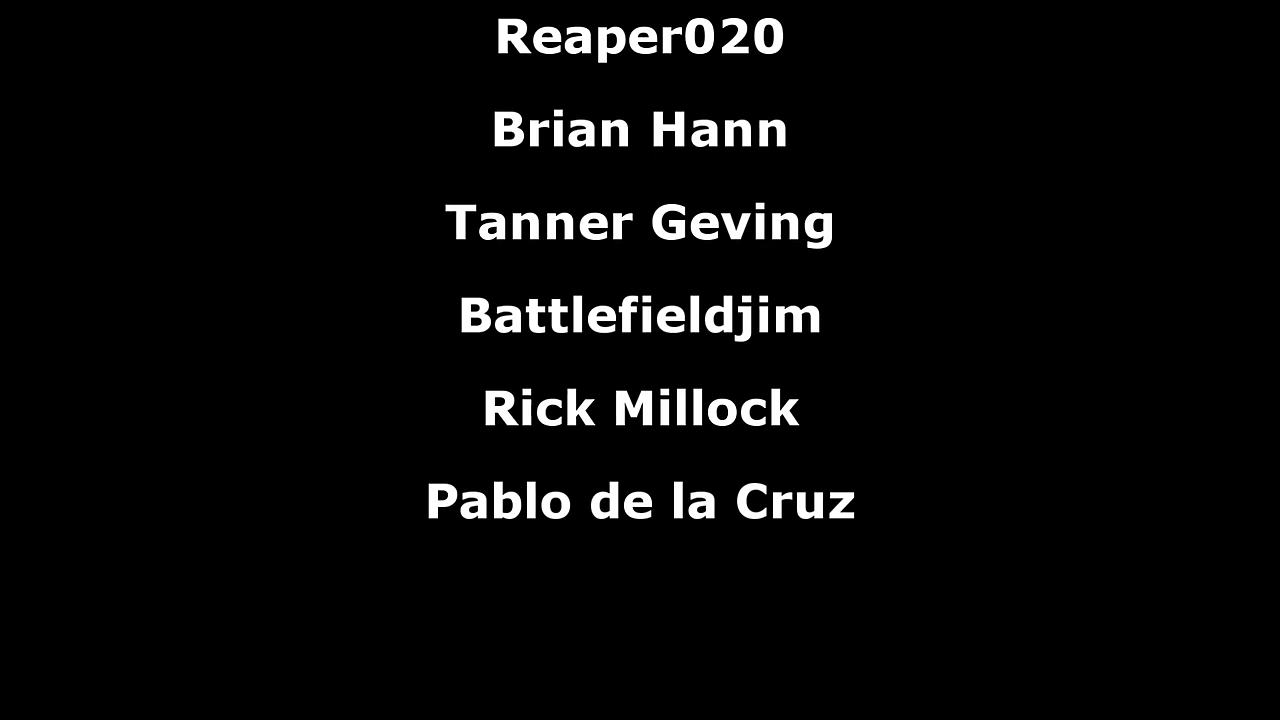 Reaper020
Brian Hann
Tanner Geving
Battlefieldjim
Rick Millock
Pablo de la Cruz